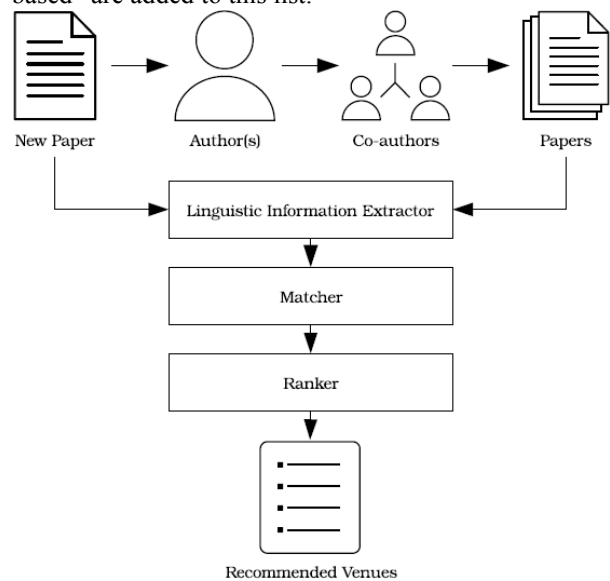 based" are added to this list.
New Paper
Author(s)
Co-authors
Papers
Linguistic Information Extractor
Matcher
Ranker
Recommended Venues